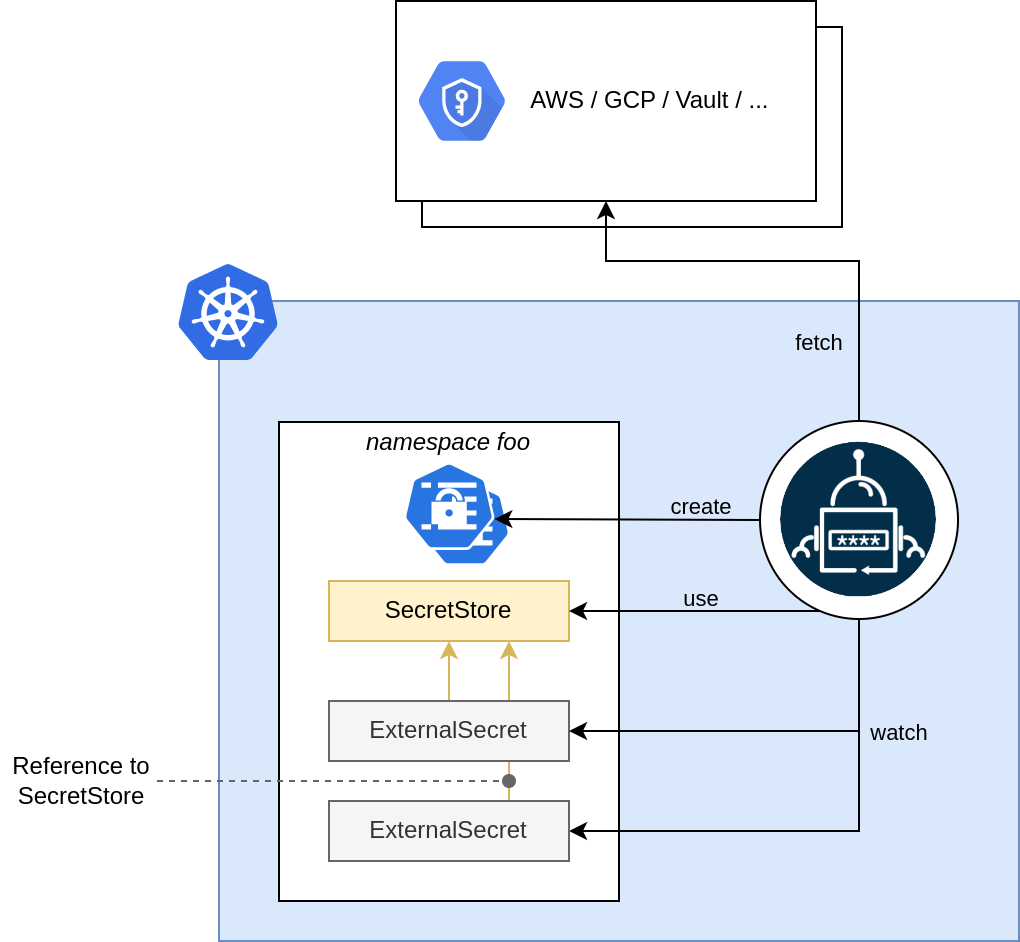 AWS / GCP / Vault / ...
fetch
namespace foo
create
****
SecretStore
use
ExternalSecret
watch
Reference to
SecretStore
ExternalSecret